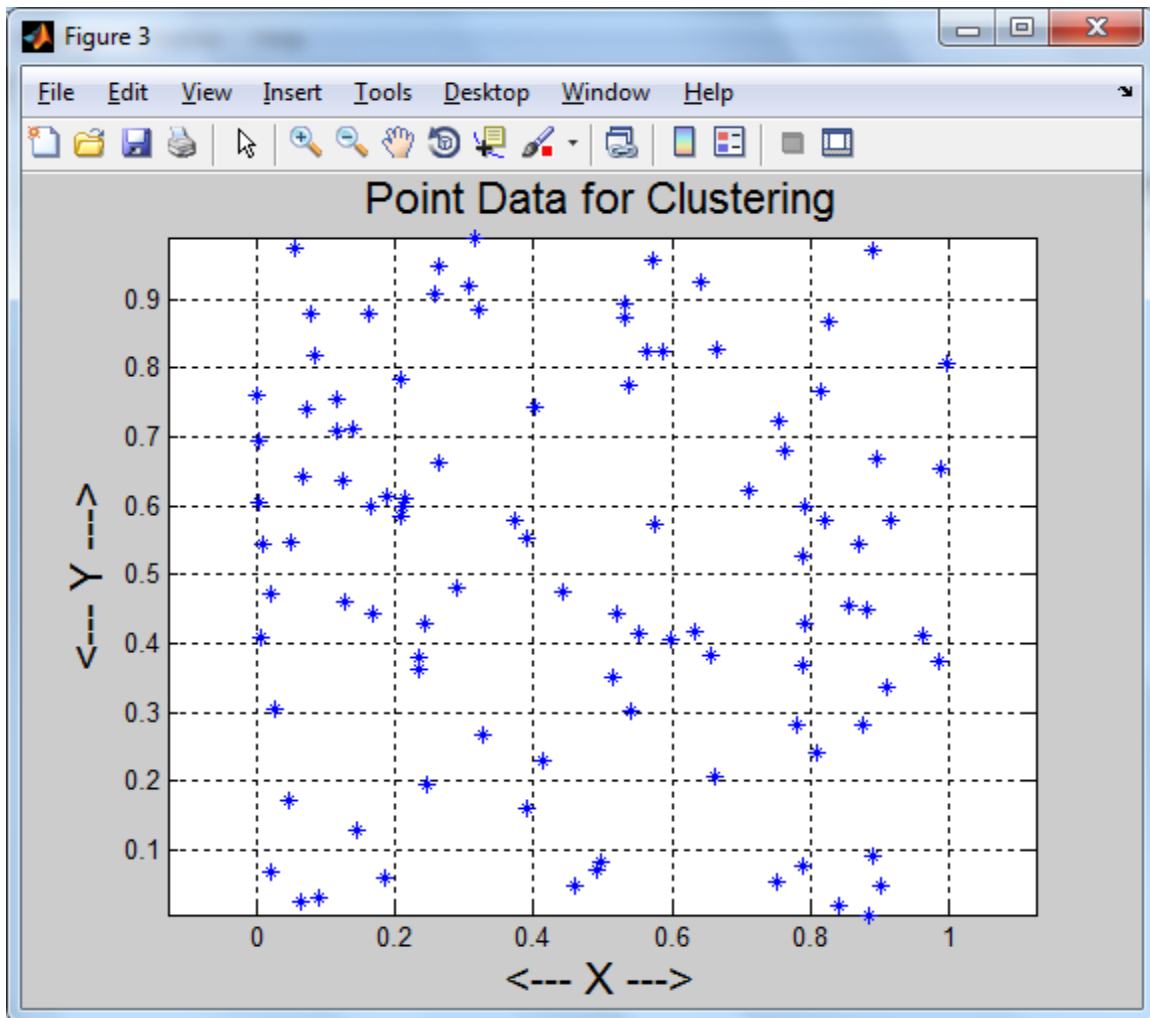 Figure 3
File Edit View Insert Tools Desktop Window Help
Point Data for Clustering
0.9
0.8
0.7
0.6
0.5
0.4
0.3
0.2
0.1
<--- Y --->
0 0.2 0.4 0.6 0.8 1
<--- X --->